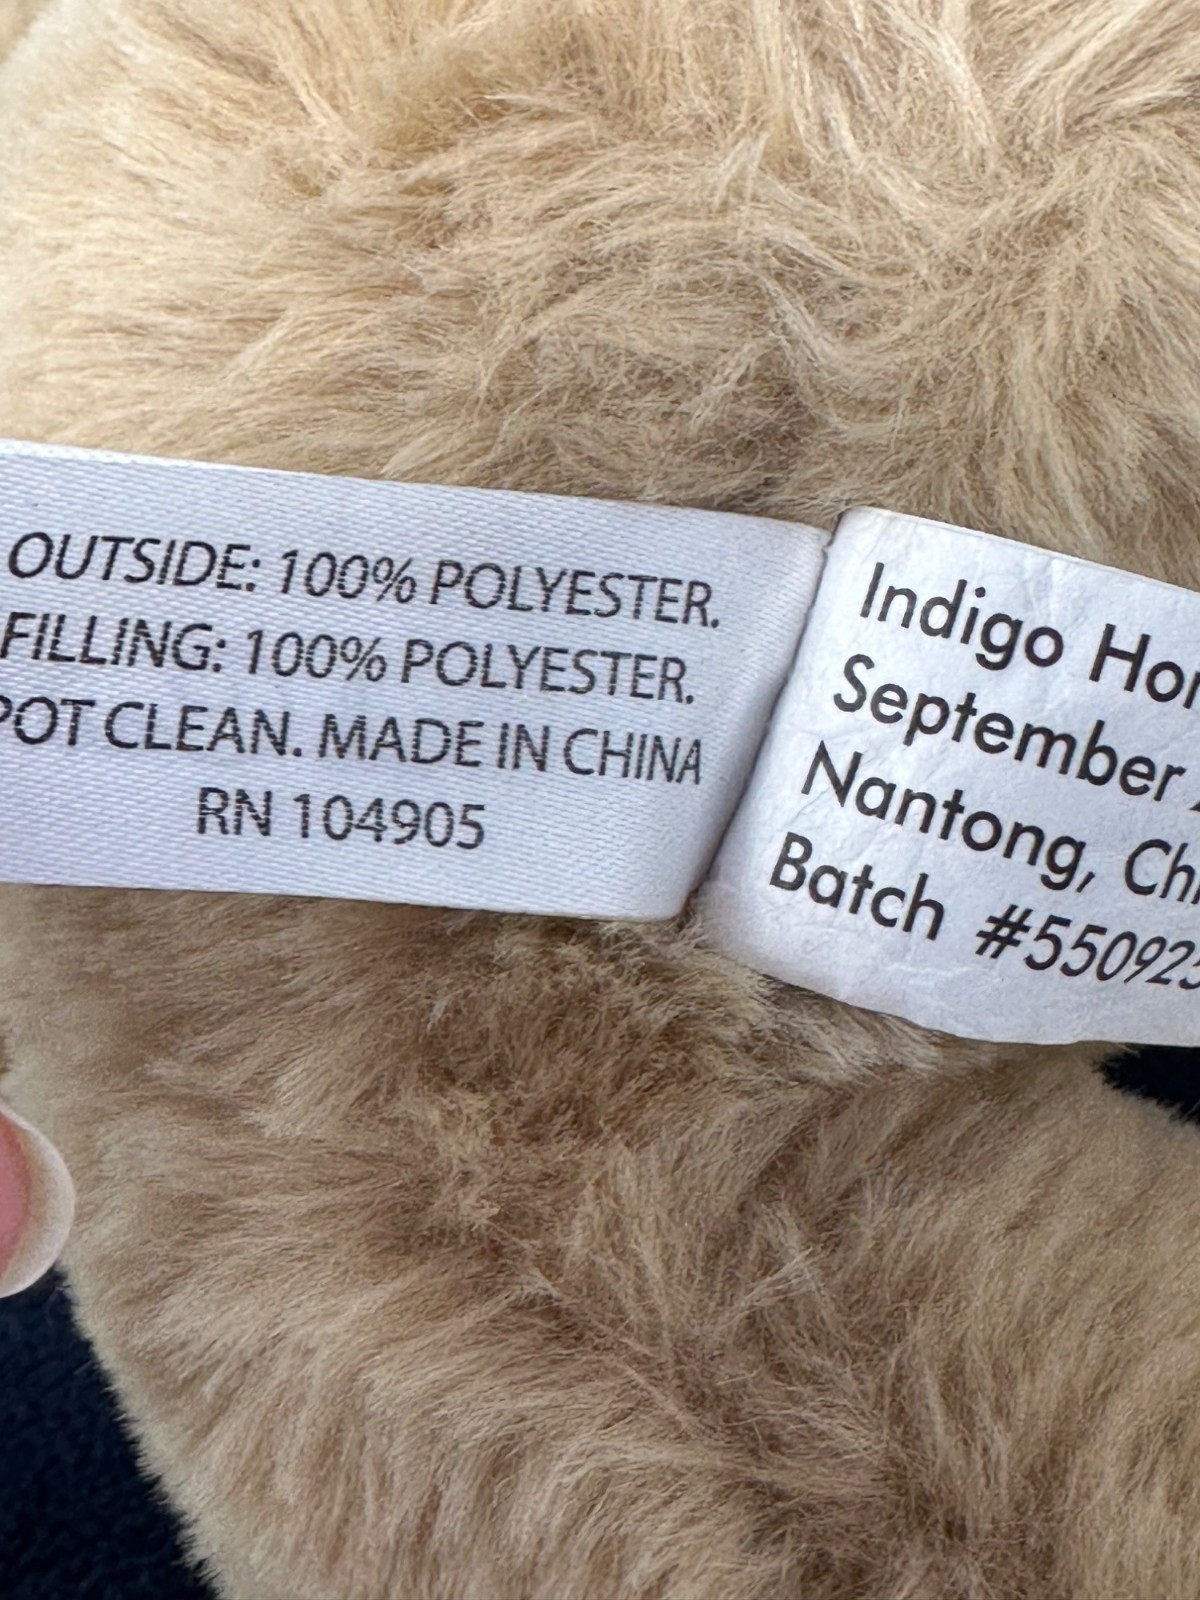 OUTSIDE: 100% POLYESTER.
FILLING: 100% POLYESTER.
POT CLEAN. MADE IN CHINA
RN 104905
Indigo Hor
September
Nantong, Chi
Batch #550925